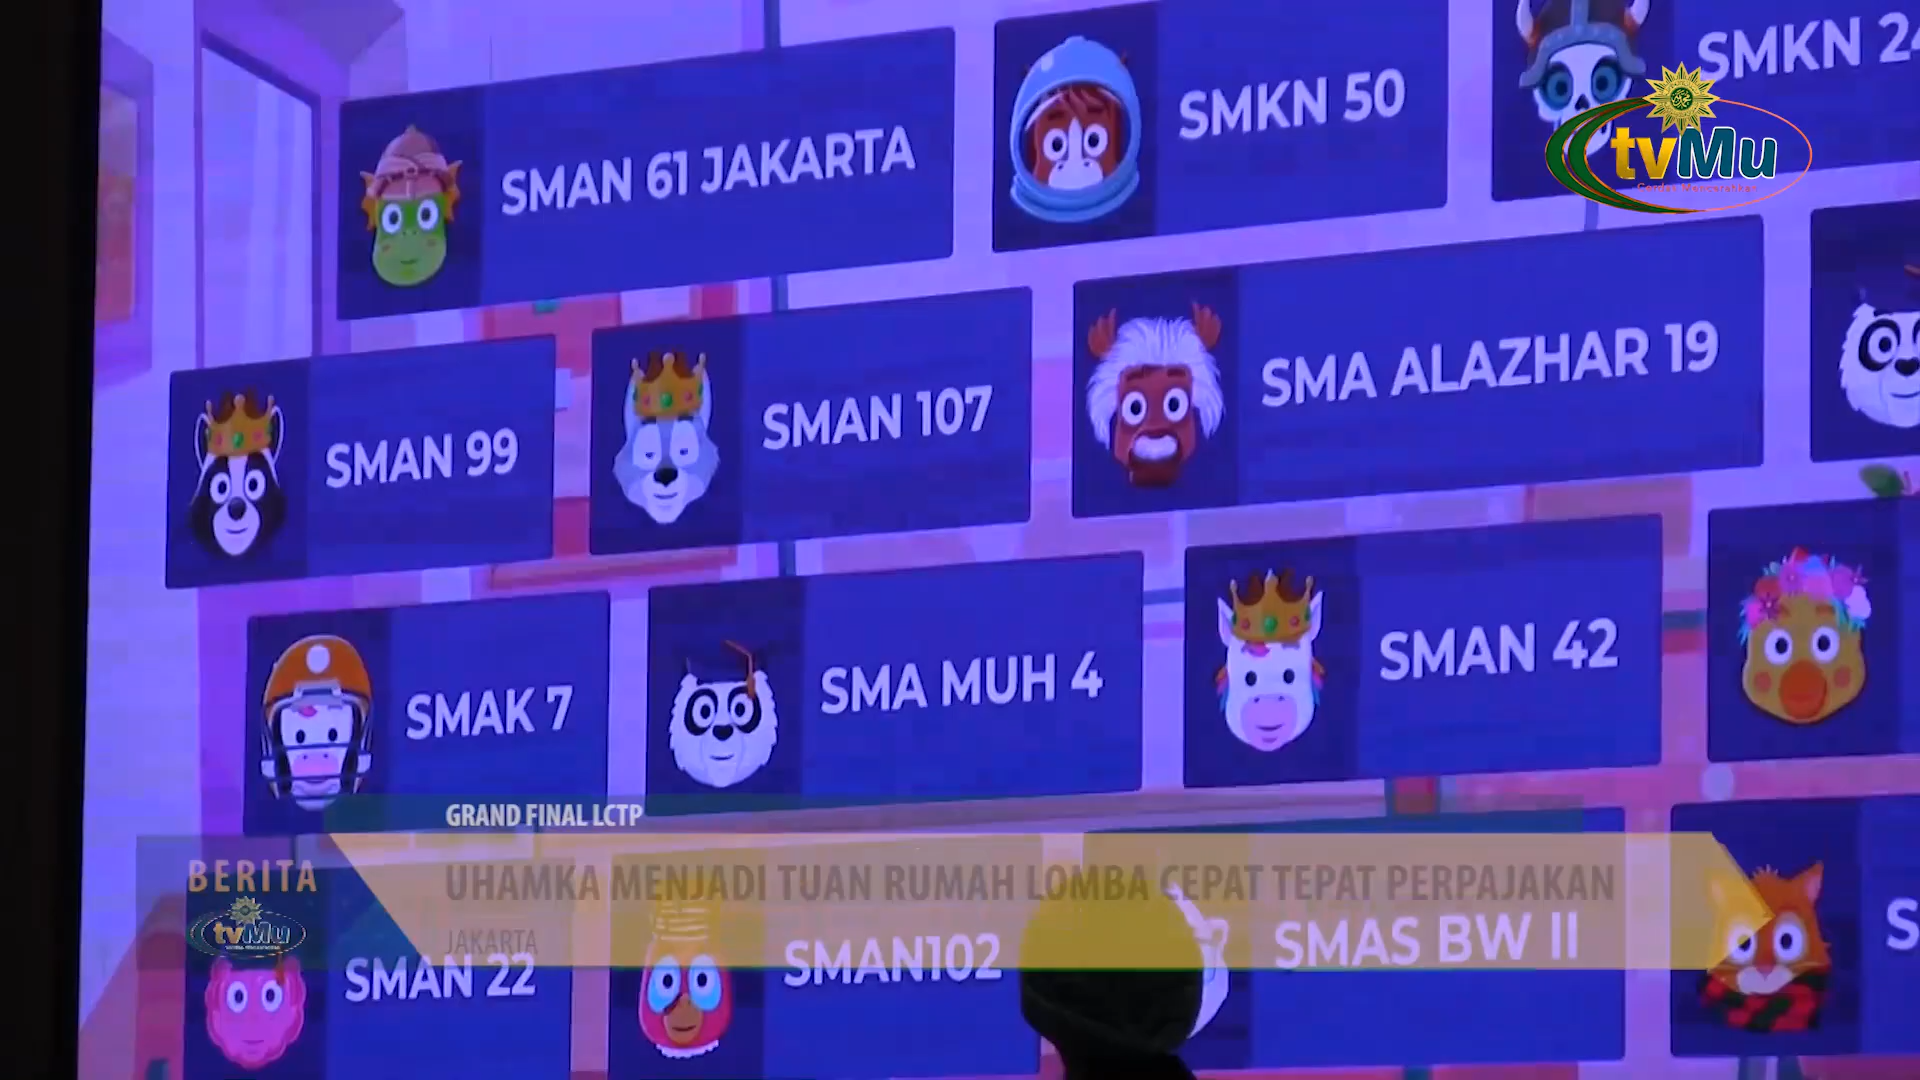 SMAN 61 JAKARTA
SMKN 50
SMKN 24
tvMu
Cerdas Mencerahkan
SMAN 99
SMAN 107
SMA ALAZHAR 19
SMAK 7
SMA MUH 4
SMAN 42
GRAND FINAL LCTP
BERITA
UHAMKA MENJADI TUAN RUMAH LOMBA CEPAT TEPAT PERPAJAKAN
tvMu
JAKARTA
SMAN 22
SMAN102
SMAS BW II
S